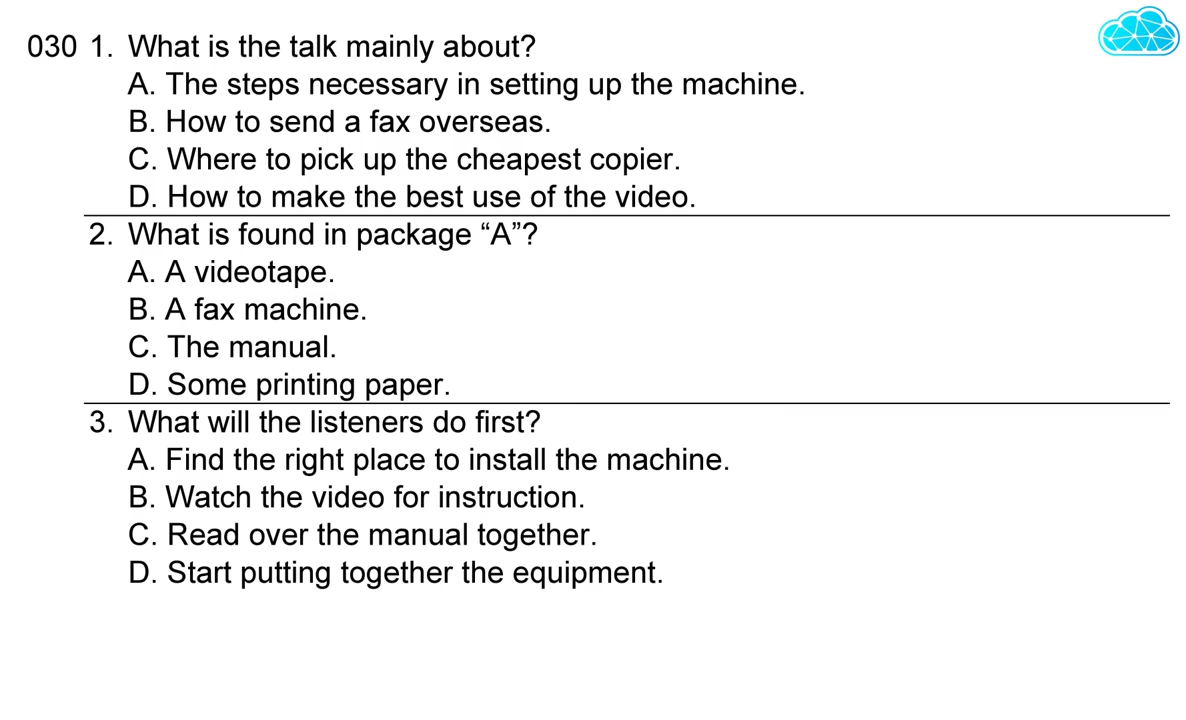 030 1. What is the talk mainly about?
A. The steps necessary in setting up the machine.
B. How to send a fax overseas.
C. Where to pick up the cheapest copier.
D. How to make the best use of the video.
2. What is found in package “A”?
A. A videotape.
B. A fax machine.
C. The manual.
D. Some printing paper.
3. What will the listeners do first?
A. Find the right place to install the machine.
B. Watch the video for instruction.
C. Read over the manual together.
D. Start putting together the equipment.